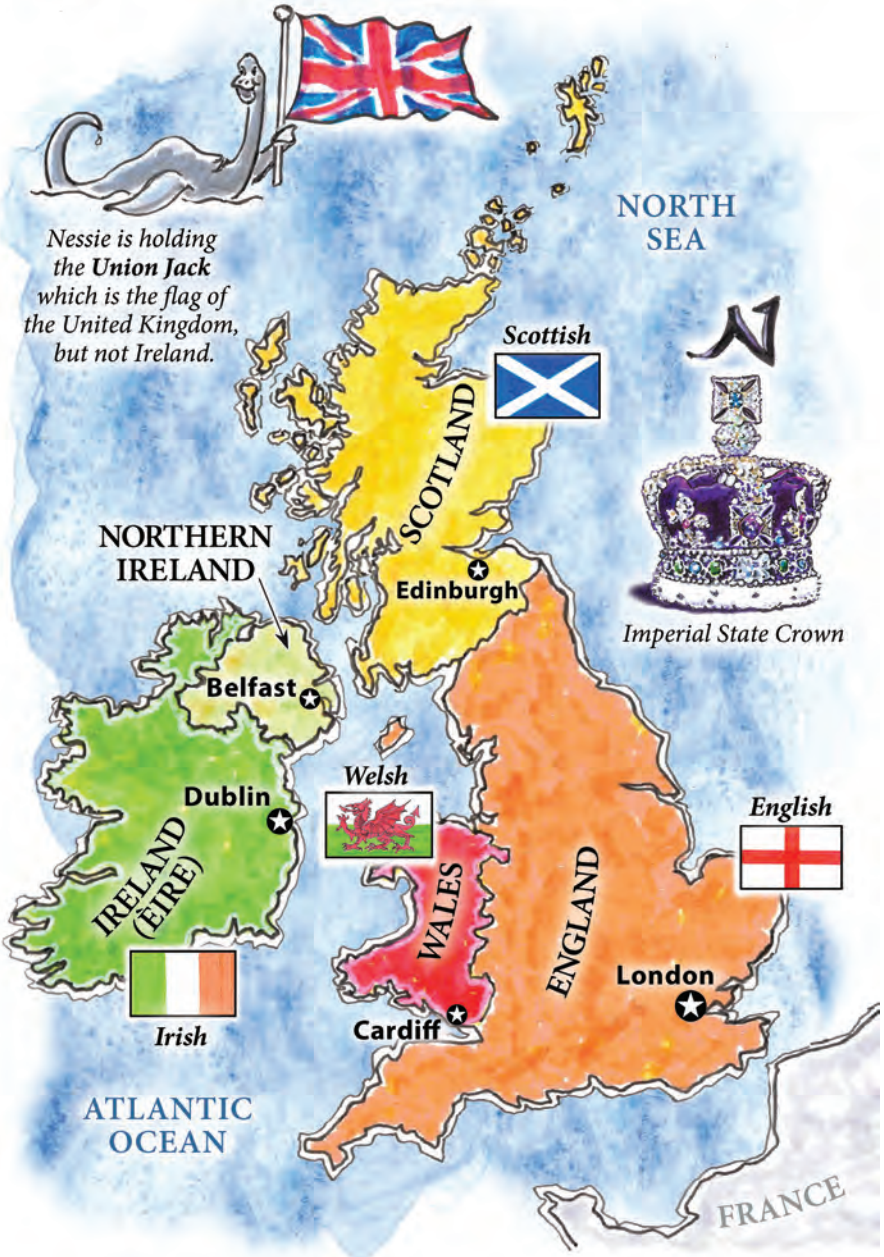 Nessie is holding
the Union Jack
which is the flag of
the United Kingdom,
but not Ireland.
NORTH
SEA
N
Scottish
SCOTLAND
NORTHERN
IRELAND
Edinburgh
Imperial State Crown
Belfast
Welsh
Dublin
English
IRELAND
(ÈIRE)
WALES
ENGLAND
London
Cardiff
Irish
ATLANTIC
OCEAN
FRANCE